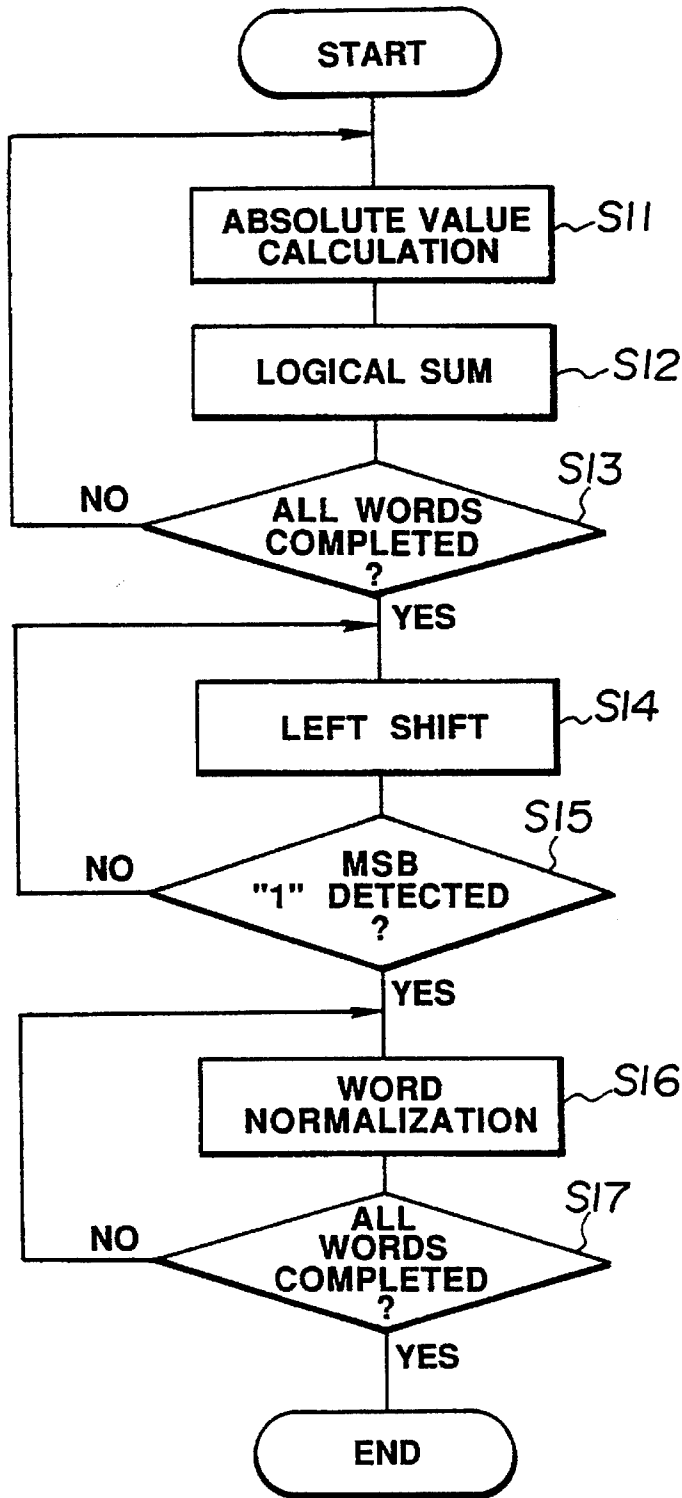 START
ABSOLUTE VALUE
CALCULATION
S11
LOGICAL SUM
S12
S13
NO
ALL WORDS
COMPLETED
?
YES
LEFT SHIFT
S14
S15
NO
MSB
"1" DETECTED
?
YES
WORD
NORMALIZATION
S16
S17
NO
ALL
WORDS
COMPLETED
?
YES
END